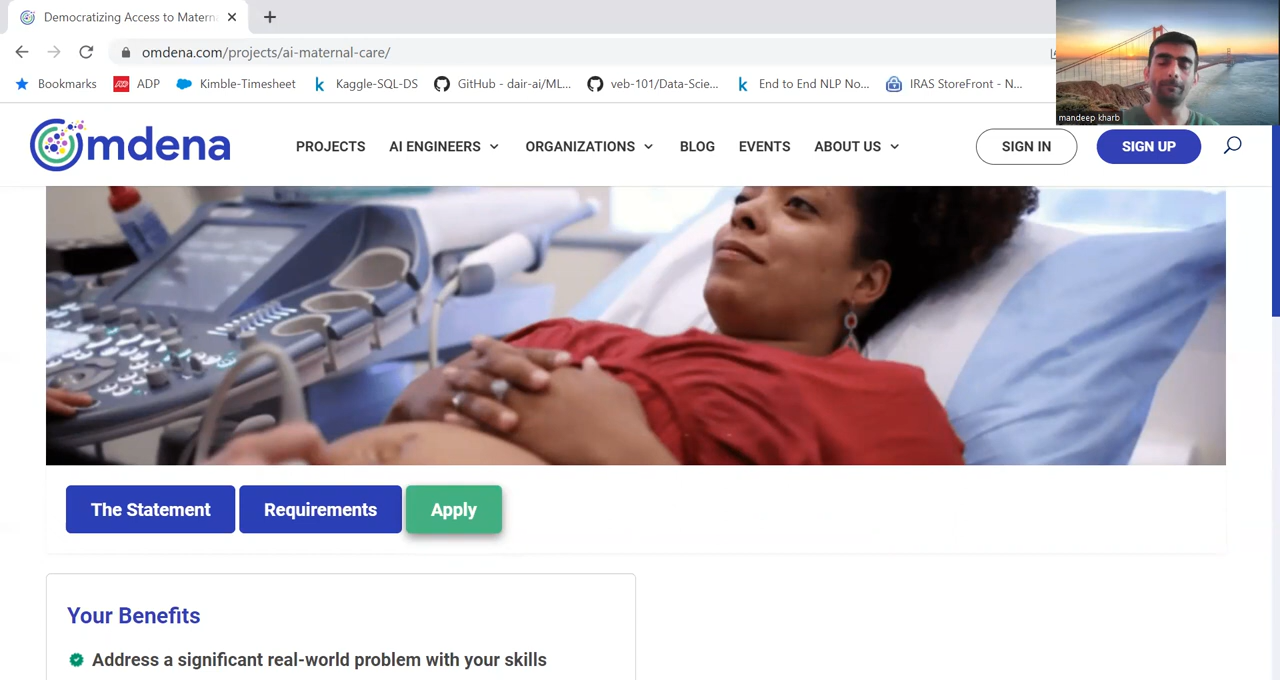 Democratizing Access to Matern
omdena.com/projects/ai-maternal-care/
Bookmarks ADP Kimble-Timesheet Kaggle-SQL-DS GitHub - dair-ai/ML... veb-101/Data-Scie... End to End NLP No... IRAS StoreFront - N...
mandeep kharb
Omdena PROJECTS AI ENGINEERS ORGANIZATIONS BLOG EVENTS ABOUT US SIGN IN SIGN UP
The Statement Requirements Apply
Your Benefits
Address a significant real-world problem with your skills